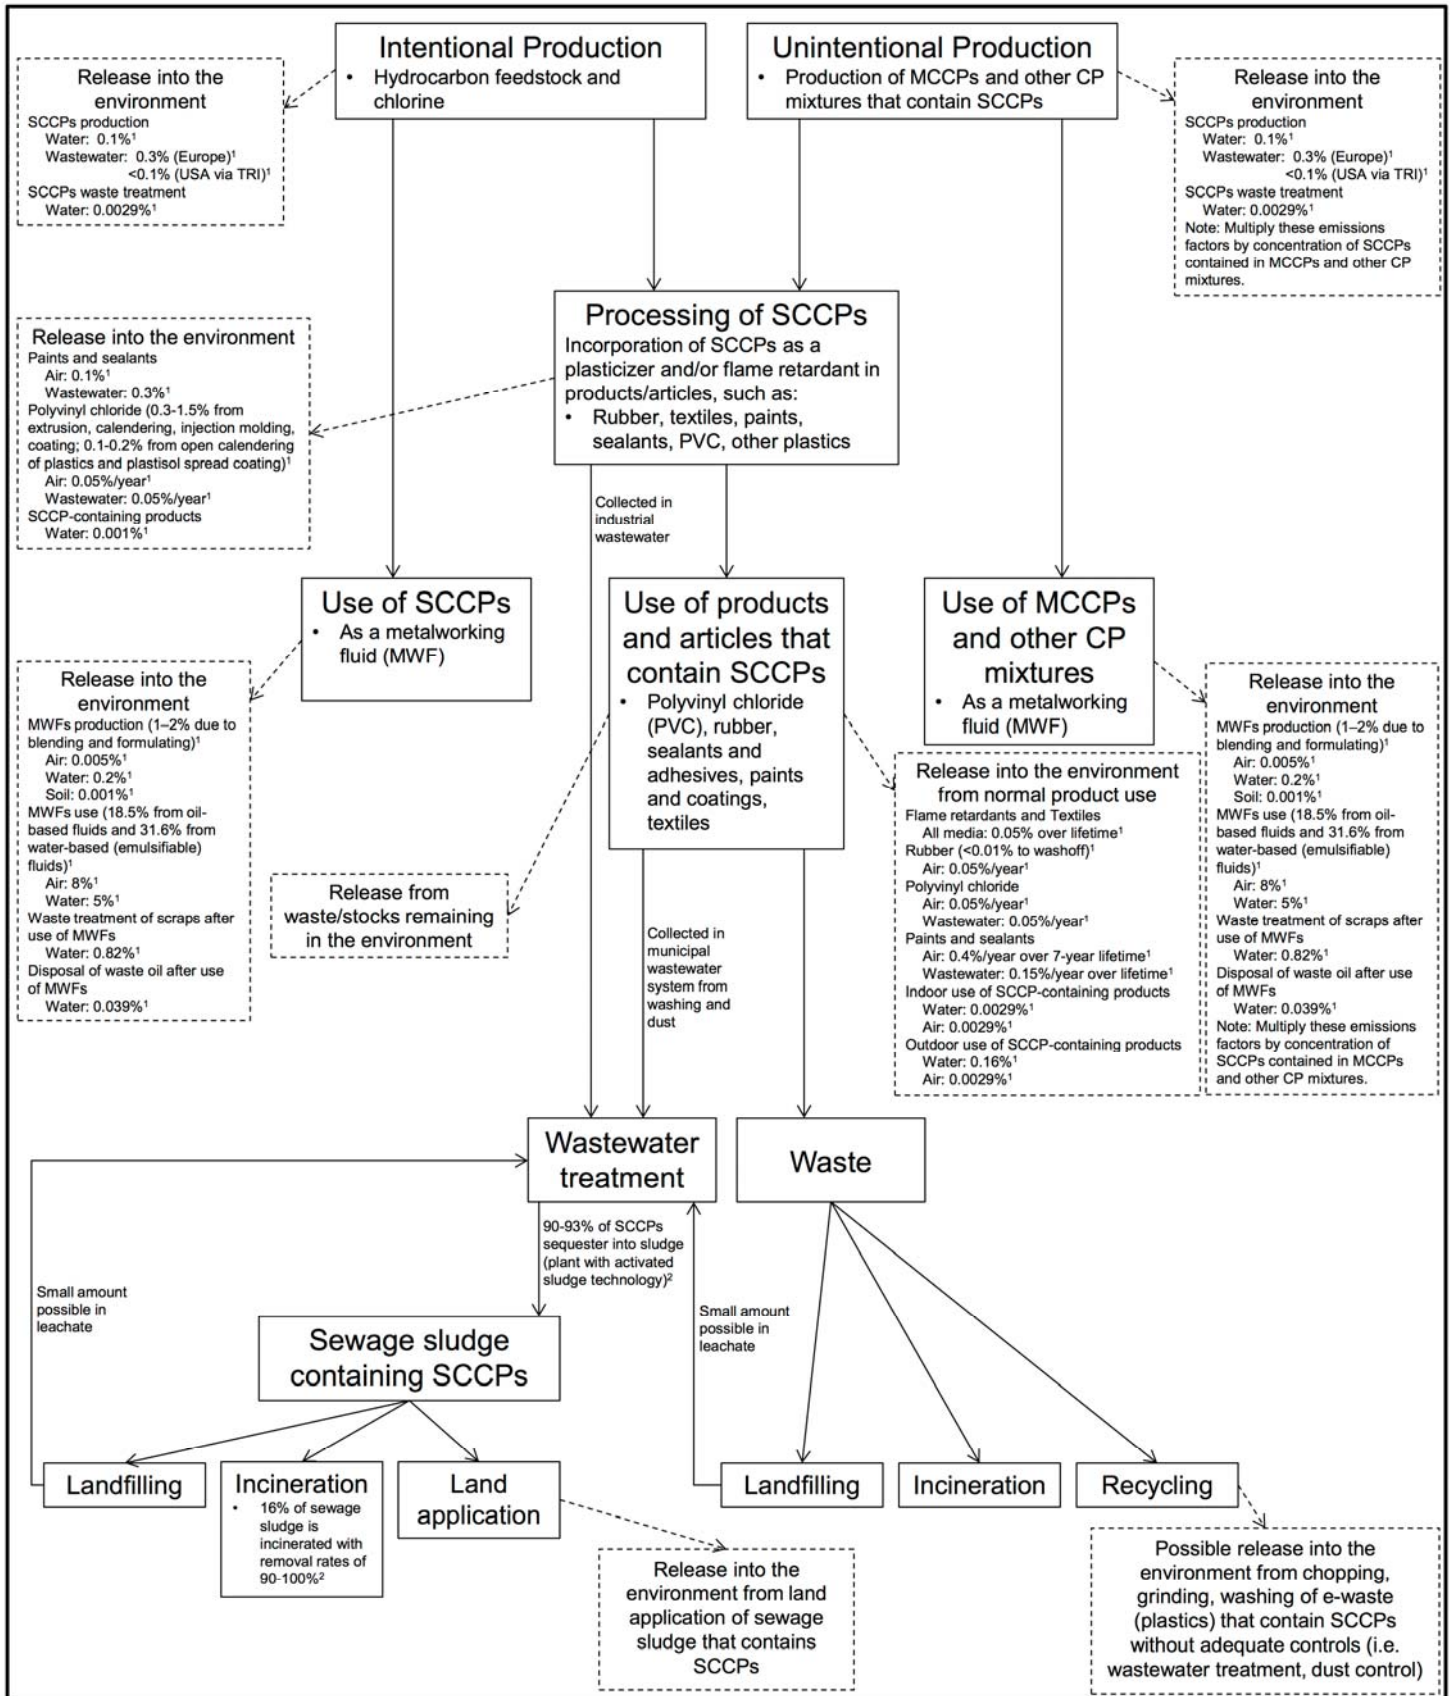 Intentional Production
• Hydrocarbon feedstock and
chlorine
Unintentional Production
• Production of MCCPs and other CP
mixtures that contain SCCPs
Release into the
environment
SCCPs production
Water: 0.1%¹
Wastewater: 0.3% (Europe)¹
<0.1% (USA via TRI)¹
SCCPs waste treatment
Water: 0.0029%¹
Release into the
environment
SCCPs production
Water: 0.1%¹
Wastewater: 0.3% (Europe)¹
<0.1% (USA via TRI)¹
SCCPs waste treatment
Water: 0.0029%¹
Note: Multiply these emissions
factors by concentration of SCCPs
contained in MCCPs and other CP
mixtures.
Processing of SCCPs
Incorporation of SCCPs as a
plasticizer and/or flame retardant in
products/articles, such as:
• Rubber, textiles, paints,
sealants, PVC, other plastics
Release into the environment
Paints and sealants
Air: 0.1%¹
Wastewater: 0.3%¹
Polyvinyl chloride (0.3-1.5% from
extrusion, calendering, injection molding,
coating; 0.1-0.2% from open calendering
of plastics and plastisol spread coating)¹
Air: 0.05%/year¹
Wastewater: 0.05%/year¹
SCCP-containing products
Water: 0.001%¹
Collected in
industrial
wastewater
Use of SCCPs
• As a metalworking
fluid (MWF)
Use of products
and articles that
contain SCCPs
• Polyvinyl chloride
(PVC), rubber,
sealants and
adhesives, paints
and coatings,
textiles
Use of MCCPs
and other CP
mixtures
• As a metalworking
fluid (MWF)
Release into the
environment
MWFs production (1–2% due to
blending and formulating)¹
Air: 0.005%¹
Water: 0.2%¹
Soil: 0.001%¹
MWFs use (18.5% from oil-
based fluids and 31.6% from
water-based (emulsifiable)
fluids)¹
Air: 8%¹
Water: 5%¹
Waste treatment of scraps after
use of MWFs
Water: 0.82%¹
Disposal of waste oil after use
of MWFs
Water: 0.039%¹
Release from
waste/stocks remaining
in the environment
Collected in
municipal
wastewater
system from
washing and
dust
Release into the environment
from normal product use
Flame retardants and Textiles
All media: 0.05% over lifetime¹
Rubber (<0.01% to washoff)¹
Air: 0.05%/year¹
Polyvinyl chloride
Air: 0.05%/year¹
Wastewater: 0.05%/year¹
Paints and sealants
Air: 0.4%/year over 7-year lifetime¹
Wastewater: 0.15%/year over lifetime¹
Indoor use of SCCP-containing products
Water: 0.0029%¹
Air: 0.0029%¹
Outdoor use of SCCP-containing products
Water: 0.16%¹
Air: 0.0029%¹
Release into the
environment
MWFs production (1–2% due to
blending and formulating)¹
Air: 0.005%¹
Water: 0.2%¹
Soil: 0.001%¹
MWFs use (18.5% from oil-
based fluids and 31.6% from
water-based (emulsifiable)
fluids)¹
Air: 8%¹
Water: 5%¹
Waste treatment of scraps after
use of MWFs
Water: 0.82%¹
Disposal of waste oil after use
of MWFs
Water: 0.039%¹
Note: Multiply these emissions
factors by concentration of
SCCPs contained in MCCPs
and other CP mixtures.
Wastewater
treatment
Waste
90-93% of SCCPs
sequester into sludge
(plant with activated
sludge technology)²
Small amount
possible in
leachate
Small amount
possible in
leachate
Sewage sludge
containing SCCPs
Landfilling
Incineration
• 16% of sewage
sludge is
incinerated with
removal rates of
90-100%²
Land
application
Landfilling
Incineration
Recycling
Release into the
environment from land
application of sewage
sludge that contains
SCCPs
Possible release into the
environment from chopping,
grinding, washing of e-waste
(plastics) that contain SCCPs
without adequate controls (i.e.
wastewater treatment, dust control)